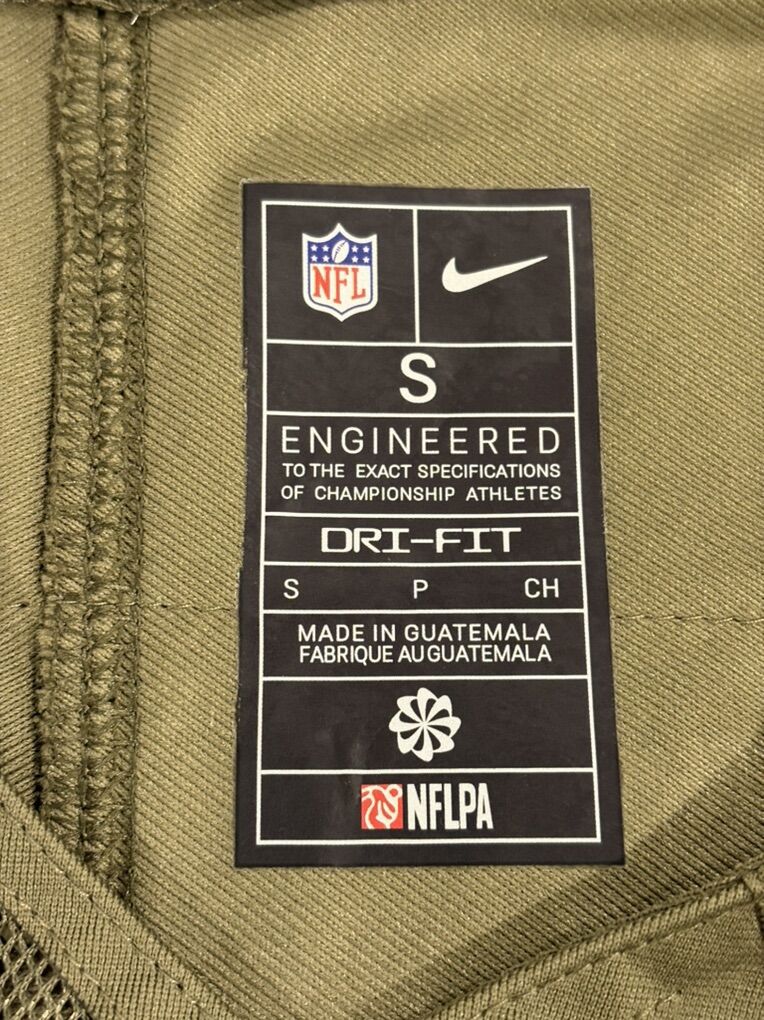 NFL
S
ENGINEERED
TO THE EXACT SPECIFICATIONS
OF CHAMPIONSHIP ATHLETES
DRI-FIT
S P CH
MADE IN GUATEMALA
FABRIQUE AU GUATEMALA
NFLPA